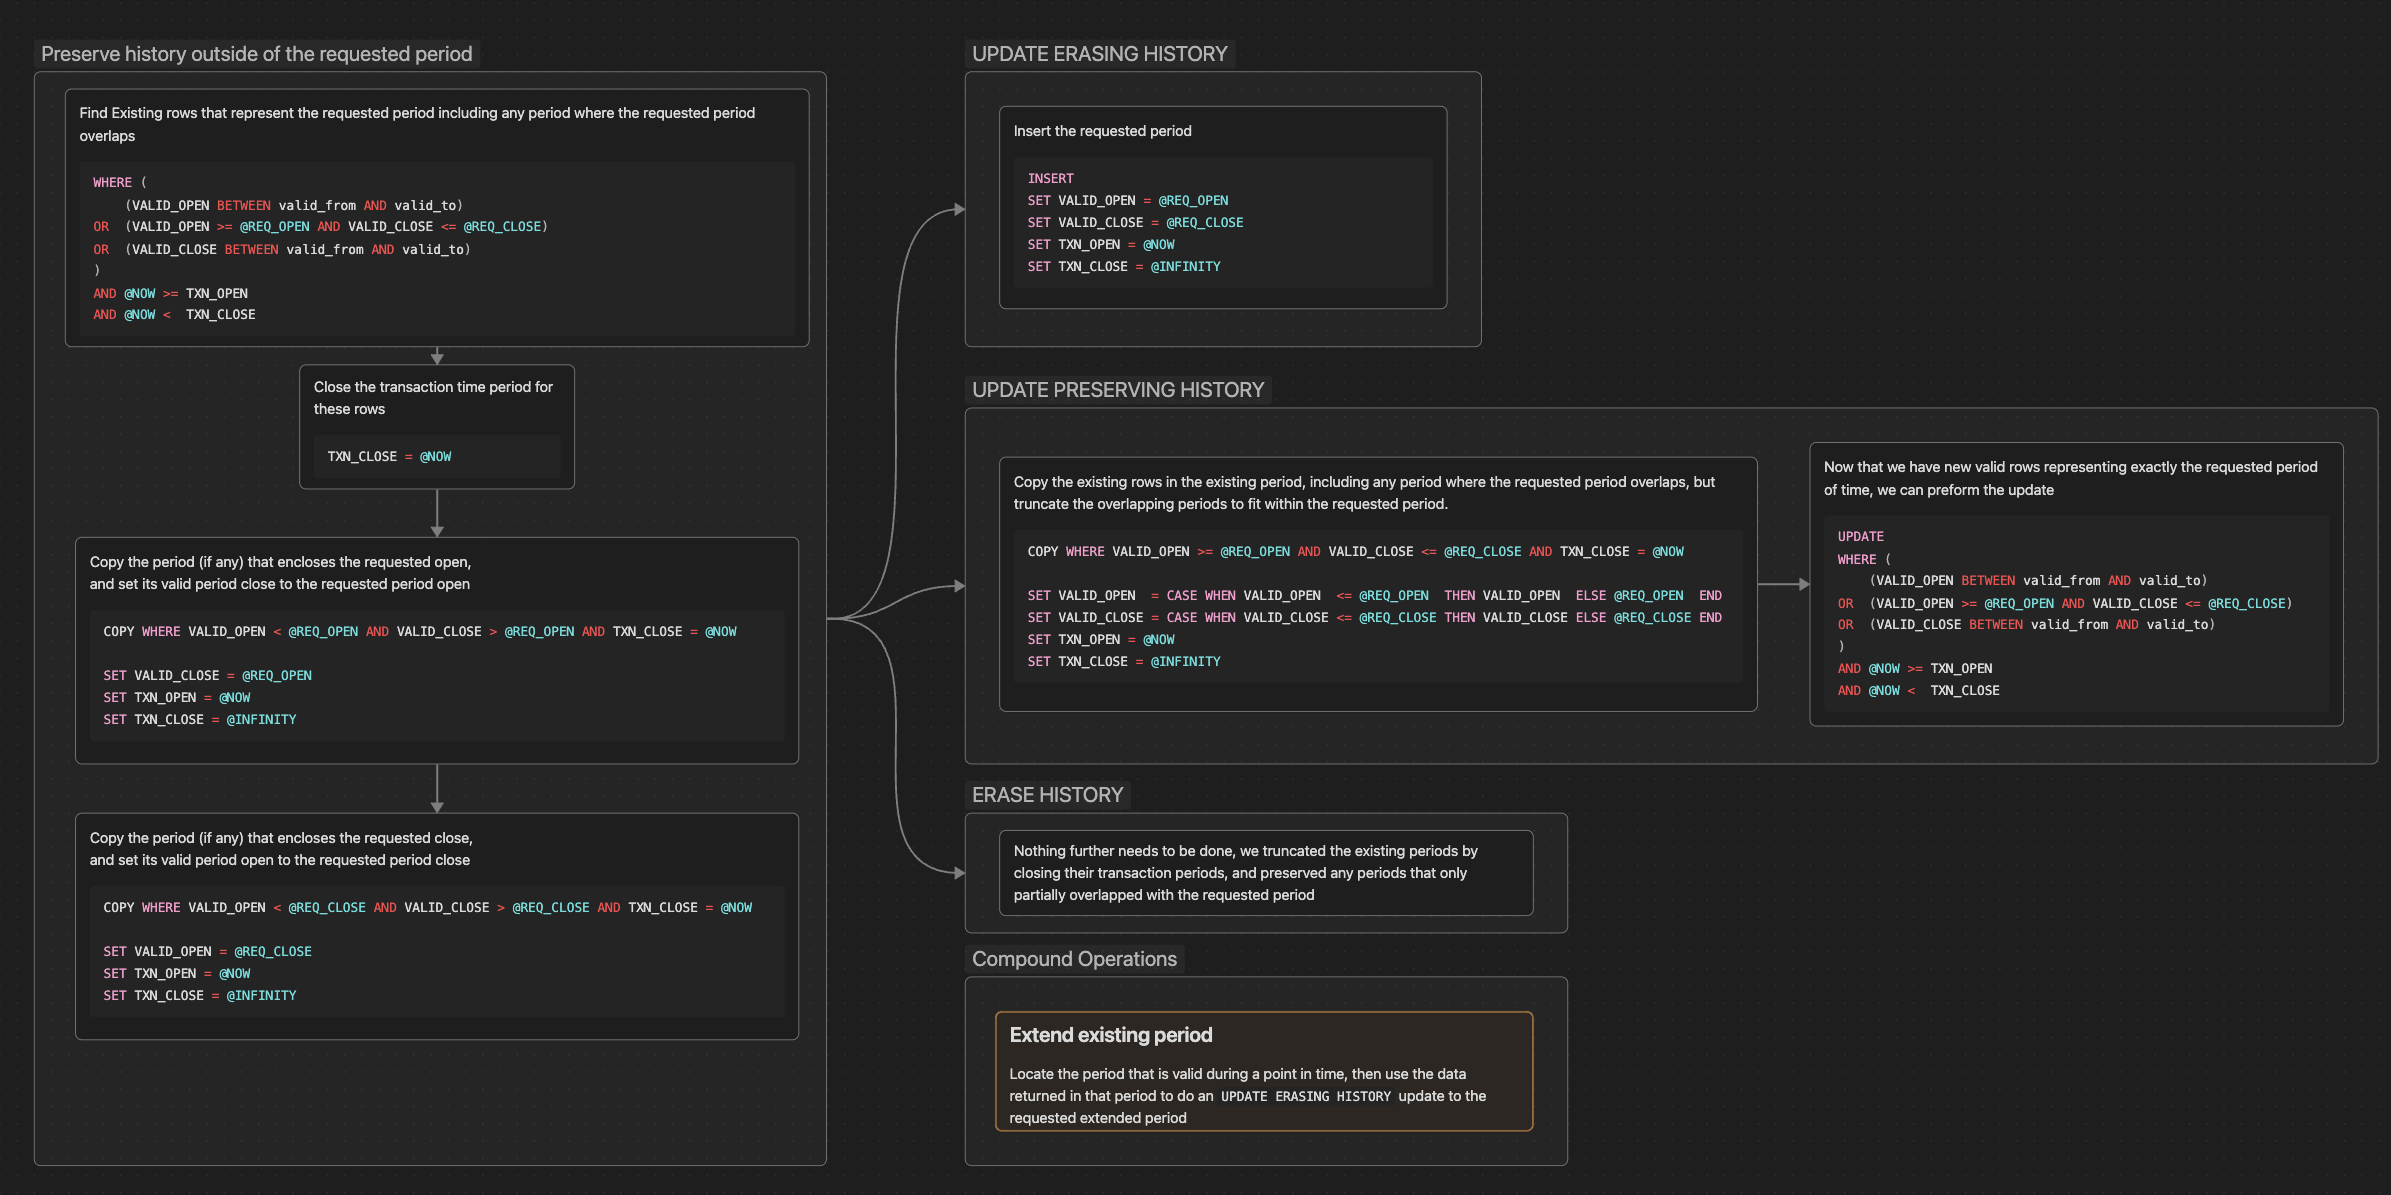 Preserve history outside of the requested period
Find Existing rows that represent the requested period including any period where the requested period
overlaps
WHERE (
    (VALID_OPEN BETWEEN valid_from AND valid_to)
OR  (VALID_OPEN >= @REQ_OPEN AND VALID_CLOSE <= @REQ_CLOSE)
OR  (VALID_CLOSE BETWEEN valid_from AND valid_to)
)
AND @NOW >= TXN_OPEN
AND @NOW <  TXN_CLOSE
Close the transaction time period for
these rows
TXN_CLOSE = @NOW
Copy the period (if any) that encloses the requested open,
and set its valid period close to the requested period open
COPY WHERE VALID_OPEN < @REQ_OPEN AND VALID_CLOSE > @REQ_OPEN AND TXN_CLOSE = @NOW
SET VALID_CLOSE = @REQ_OPEN
SET TXN_OPEN = @NOW
SET TXN_CLOSE = @INFINITY
Copy the period (if any) that encloses the requested close,
and set its valid period open to the requested period close
COPY WHERE VALID_OPEN < @REQ_CLOSE AND VALID_CLOSE > @REQ_CLOSE AND TXN_CLOSE = @NOW
SET VALID_OPEN = @REQ_CLOSE
SET TXN_OPEN = @NOW
SET TXN_CLOSE = @INFINITY
UPDATE ERASING HISTORY
Insert the requested period
INSERT
SET VALID_OPEN = @REQ_OPEN
SET VALID_CLOSE = @REQ_CLOSE
SET TXN_OPEN = @NOW
SET TXN_CLOSE = @INFINITY
UPDATE PRESERVING HISTORY
Copy the existing rows in the existing period, including any period where the requested period overlaps, but
truncate the overlapping periods to fit within the requested period.
COPY WHERE VALID_OPEN >= @REQ_OPEN AND VALID_CLOSE <= @REQ_CLOSE AND TXN_CLOSE = @NOW
SET VALID_OPEN  = CASE WHEN VALID_OPEN  <= @REQ_OPEN  THEN VALID_OPEN  ELSE @REQ_OPEN  END
SET VALID_CLOSE = CASE WHEN VALID_CLOSE <= @REQ_CLOSE THEN VALID_CLOSE ELSE @REQ_CLOSE END
SET TXN_OPEN = @NOW
SET TXN_CLOSE = @INFINITY
Now that we have new valid rows representing exactly the requested period
of time, we can preform the update
UPDATE
WHERE (
    (VALID_OPEN BETWEEN valid_from AND valid_to)
OR  (VALID_OPEN >= @REQ_OPEN AND VALID_CLOSE <= @REQ_CLOSE)
OR  (VALID_CLOSE BETWEEN valid_from AND valid_to)
)
AND @NOW >= TXN_OPEN
AND @NOW <  TXN_CLOSE
ERASE HISTORY
Nothing further needs to be done, we truncated the existing periods by
closing their transaction periods, and preserved any periods that only
partially overlapped with the requested period
Compound Operations
Extend existing period
Locate the period that is valid during a point in time, then use the data
returned in that period to do an UPDATE ERASING HISTORY update to the
requested extended period